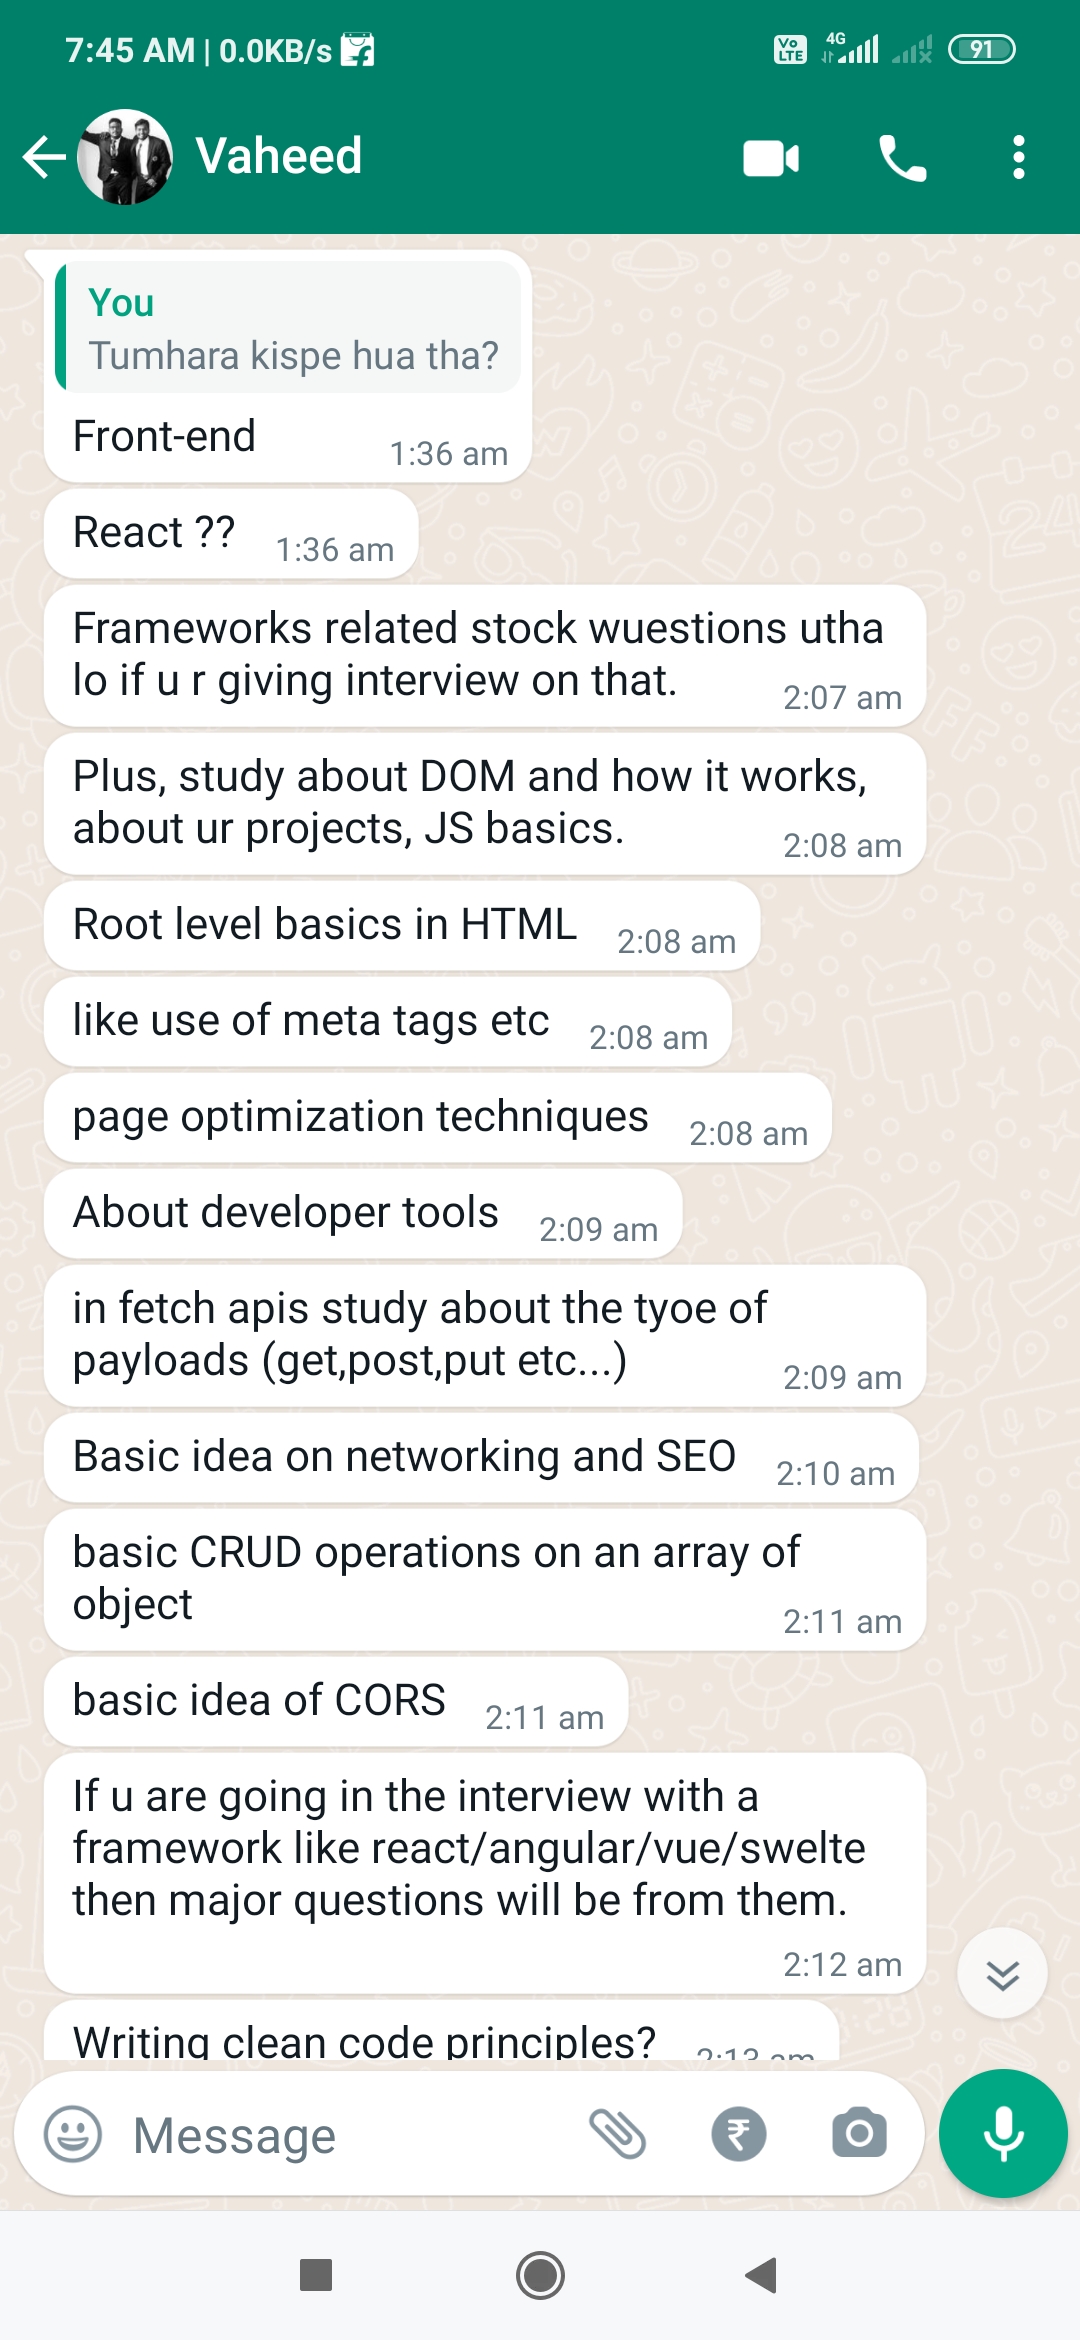 7:45 AM | 0.0KB/s
Vo LTE
4G
91
Vaheed
You
Tumhara kispe hua tha?
Front-end
1:36 am
React ??
1:36 am
Frameworks related stock wuestions utha
lo if u r giving interview on that.
2:07 am
Plus, study about DOM and how it works,
about ur projects, JS basics.
2:08 am
Root level basics in HTML
2:08 am
like use of meta tags etc
2:08 am
page optimization techniques
2:08 am
About developer tools
2:09 am
in fetch apis study about the tyoe of
payloads (get,post,put etc...)
2:09 am
Basic idea on networking and SEO
2:10 am
basic CRUD operations on an array of
object
2:11 am
basic idea of CORS
2:11 am
If u are going in the interview with a
framework like react/angular/vue/swelte
then major questions will be from them.
2:12 am
Writing clean code principles?
2:13 am
Message